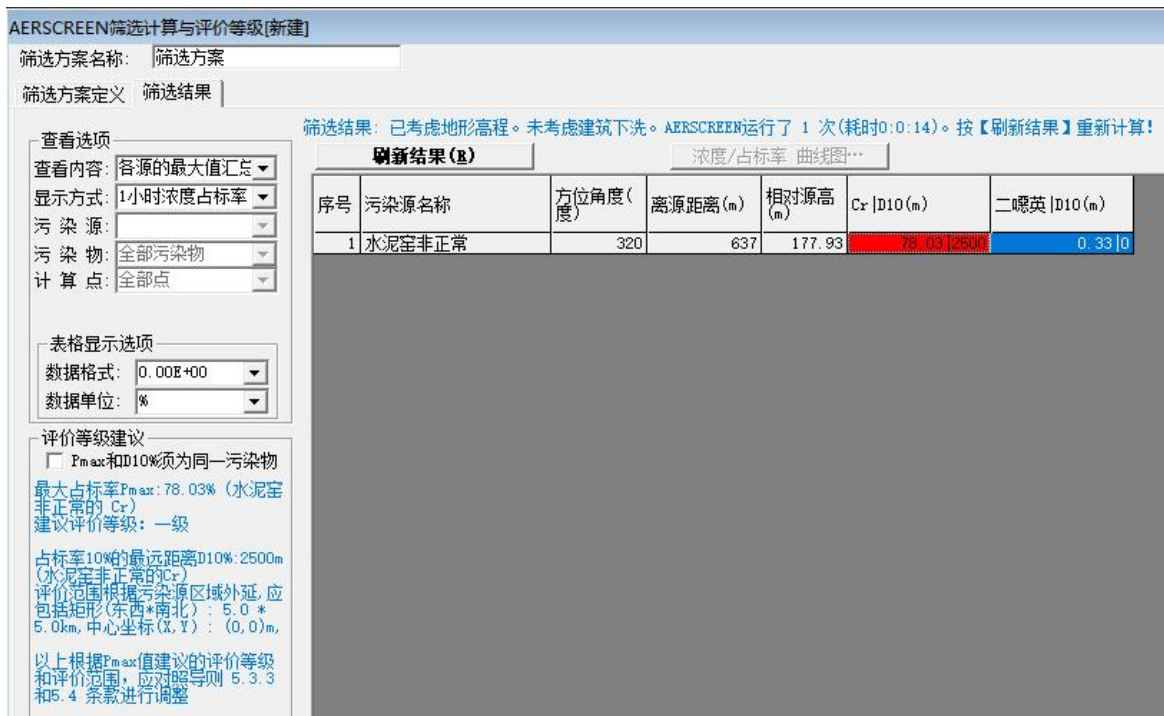 AERSCREEN筛选计算与评价等级[新建]
筛选方案名称: 筛选方案
筛选方案定义 筛选结果
筛选结果: 已考虑地形高程。未考虑建筑下洗。AERSCREEN运行了 1 次(耗时0:0:14)。按【刷新结果】重新计算!
查看选项
查看内容: 各源的最大值汇总
显示方式: 1小时浓度占标率
污 染 源:
污 染 物: 全部污染物
计 算 点: 全部点
刷新结果(R) 浓度/占标率 曲线图…
序号 污染源名称 方位角度(度) 离源距离(m) 相对源高(m) Cr|D10(m) 二噁英|D10(m)
1 水泥窑非正常 320 637 177.93 78.03|2500 0.33|0
表格显示选项
数据格式: 0.00E+00
数据单位: %
评价等级建议
Pmax和D10%须为同一污染物
最大占标率Pmax:78.03% (水泥窑
非正常的 Cr)
建议评价等级: 一级
占标率10%的最远距离D10%:2500m
(水泥窑非正常的Cr)
评价范围根据污染源区域外延,应
包括矩形(东西*南北): 5.0 *
5.0km,中心坐标(X,Y): (0,0)m,
以上根据Pmax值建议的评价等级
和评价范围, 应对照导则 5.3.3
和5.4 条款进行调整